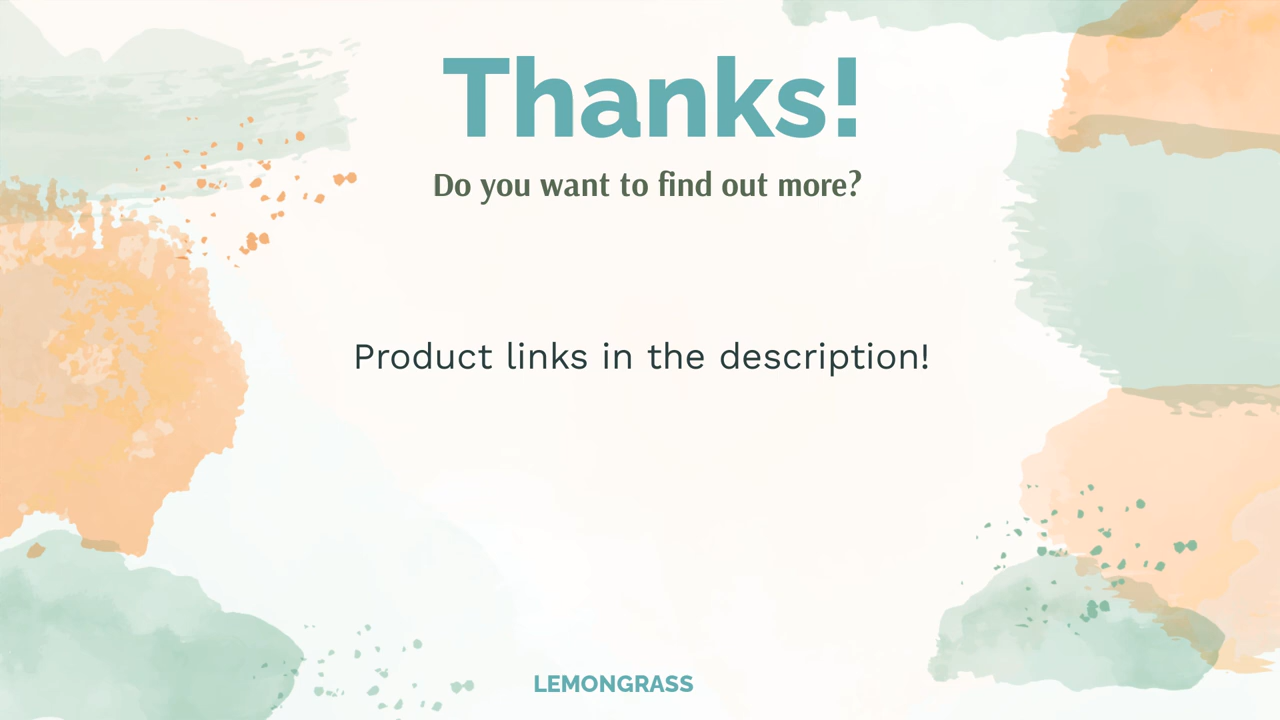 Thanks!
Do you want to find out more?
Product links in the description!
LEMONGRASS